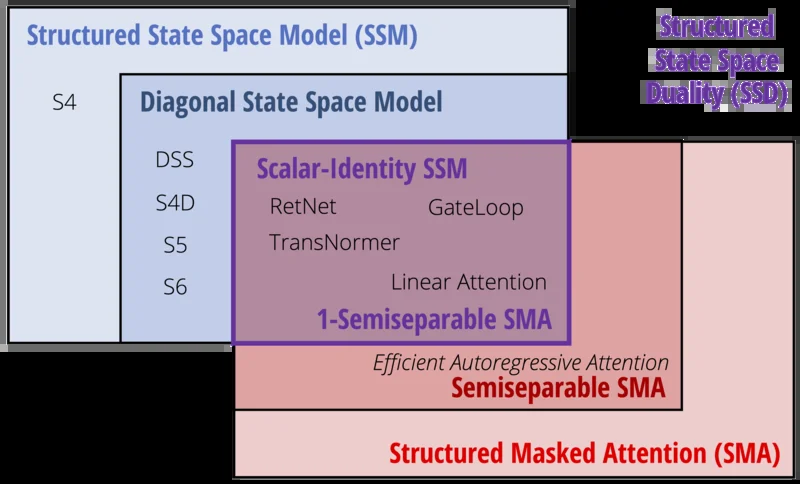 Structured State Space Model (SSM)
Structured
State Space
Duality (SSD)
S4
Diagonal State Space Model
DSS
S4D
S5
S6
Scalar-Identity SSM
RetNet
GateLoop
TransNormer
Linear Attention
1-Semiseparable SMA
Efficient Autoregressive Attention
Semiseparable SMA
Structured Masked Attention (SMA)